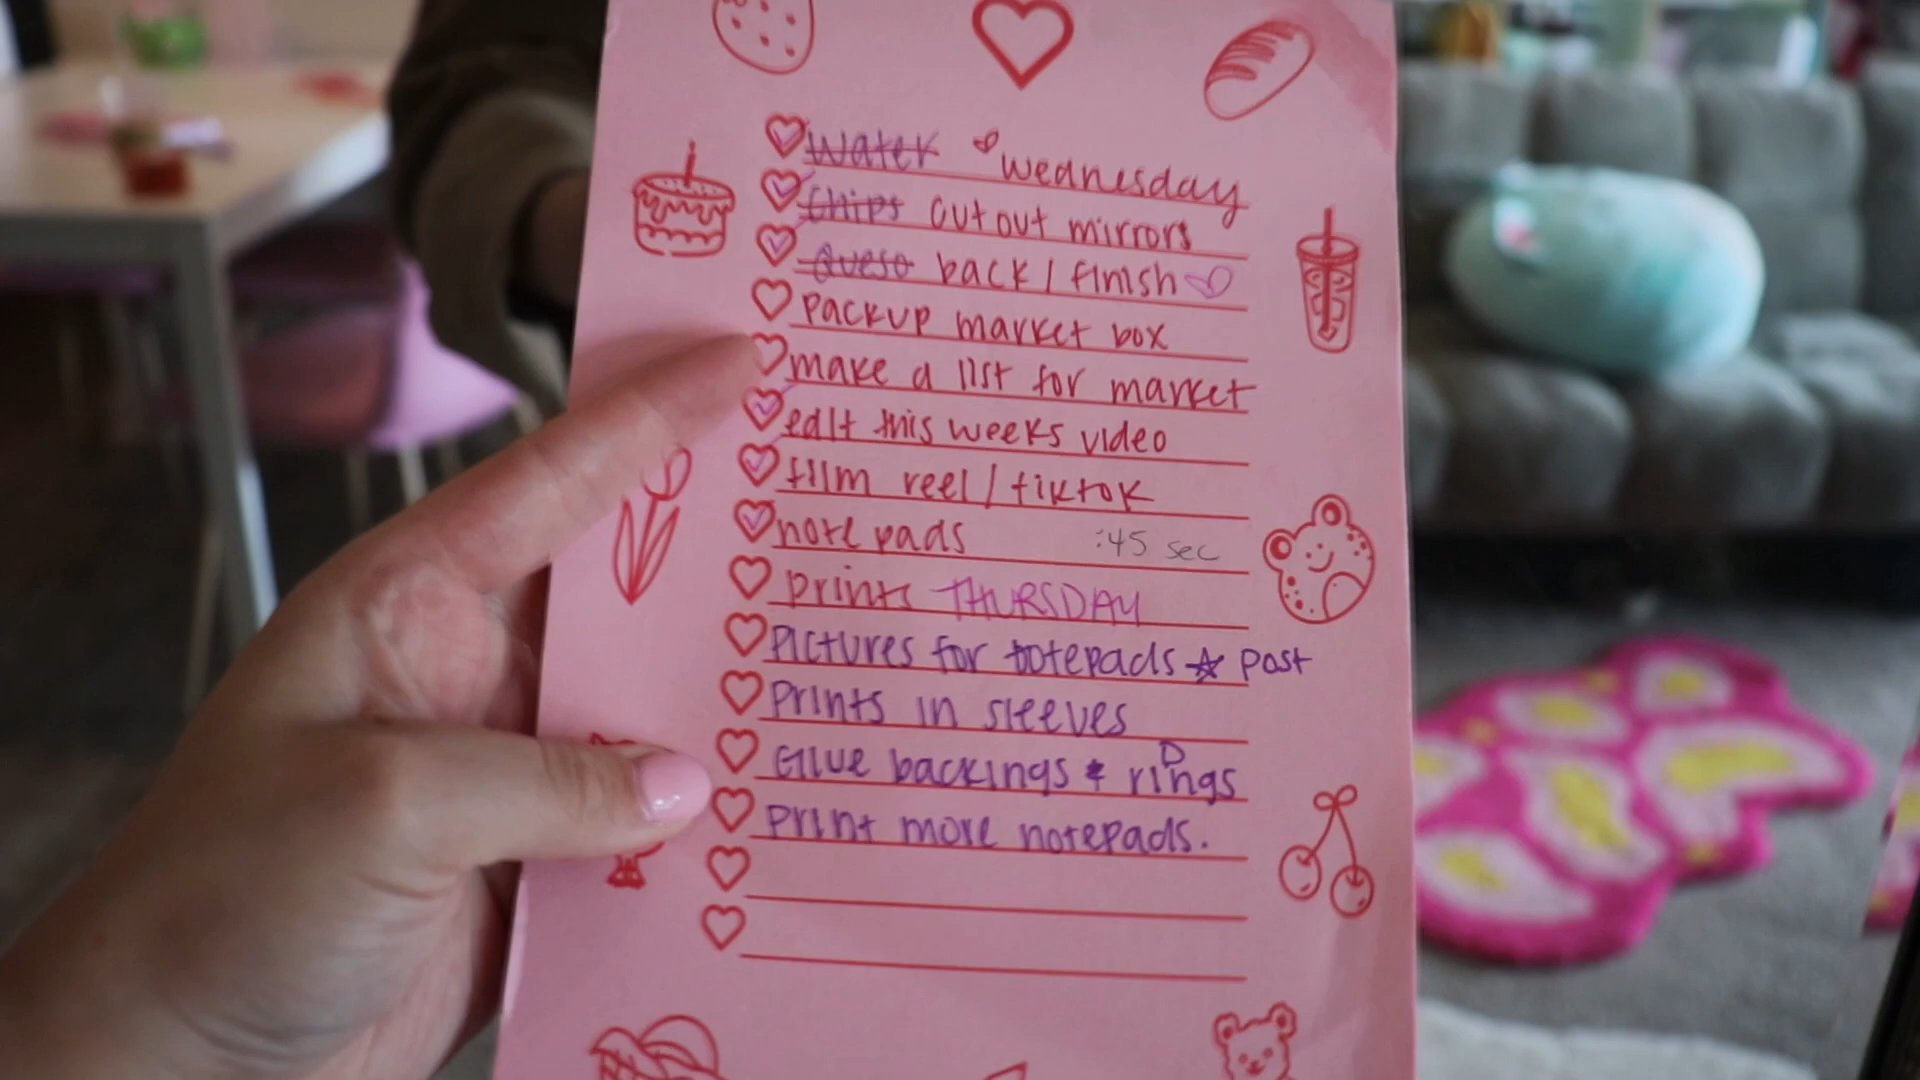 Water wednesday
Chips cut out mirrors
Queso back / finish
Packup market box
make a list for market
edit this weeks video
film reel / tiktok
note pads :45 sec
prints THURSDAY
Pictures for notepads ☆ post
Prints in sleeves
Glue backings & rings
Print more notepads.